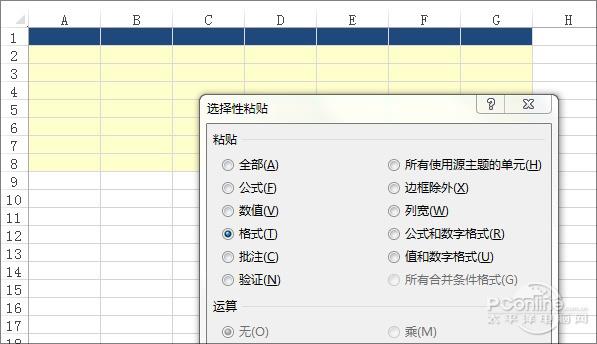 A B C D E F G H
1
2
3
4
5
6
7
8
9
10
11
12
13
14
15
16
17
18
选择性粘贴 ?
粘贴
全部(A) 所有使用源主题的单元(H)
公式(F) 边框除外(X)
数值(V) 列宽(W)
格式(T) 公式和数字格式(R)
批注(C) 值和数字格式(U)
验证(N) 所有合并条件格式(G)
运算
无(O) 乘(M)
PConline.com.cn
太平洋电脑网